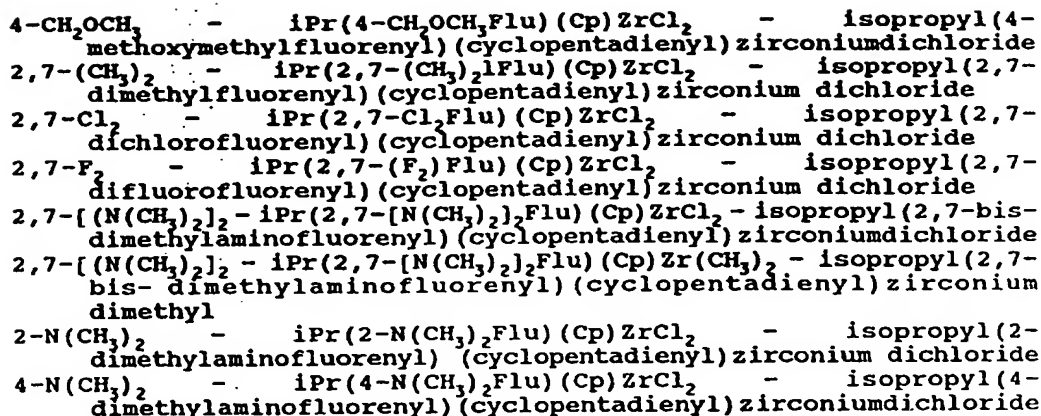 4-CH₂OCH₃ - iPr(4-CH₂OCH₃Flu)(Cp)ZrCl₂ - isopropyl(4-
methoxymethylfluorenyl)(cyclopentadienyl)zirconiumdichloride
2,7-(CH₃)₂ - iPr(2,7-(CH₃)₂lFlu)(Cp)ZrCl₂ - isopropyl(2,7-
dimethylfluorenyl)(cyclopentadienyl)zirconium dichloride
2,7-Cl₂ - iPr(2,7-Cl₂Flu)(Cp)ZrCl₂ - isopropyl(2,7-
dichlorofluorenyl)(cyclopentadienyl)zirconium dichloride
2,7-F₂ - iPr(2,7-(F₂)Flu)(Cp)ZrCl₂ - isopropyl(2,7-
difluorofluorenyl)(cyclopentadienyl)zirconium dichloride
2,7-[(N(CH₃)₂]₂ - iPr(2,7-[N(CH₃)₂]₂Flu)(Cp)ZrCl₂ - isopropyl(2,7-bis-
dimethylaminofluorenyl)(cyclopentadienyl)zirconiumdichloride
2,7-[(N(CH₃)₂]₂ - iPr(2,7-[N(CH₃)₂]₂Flu)(Cp)Zr(CH₃)₂ - isopropyl(2,7-
bis- dimethylaminofluorenyl)(cyclopentadienyl)zirconium
dimethyl
2-N(CH₃)₂ - iPr(2-N(CH₃)₂Flu)(Cp)ZrCl₂ - isopropyl(2-
dimethylaminofluorenyl) (cyclopentadienyl)zirconium dichloride
4-N(CH₃)₂ - iPr(4-N(CH₃)₂Flu)(Cp)ZrCl₂ - isopropyl(4-
dimethylaminofluorenyl)(cyclopentadienyl)zirconiumdichloride